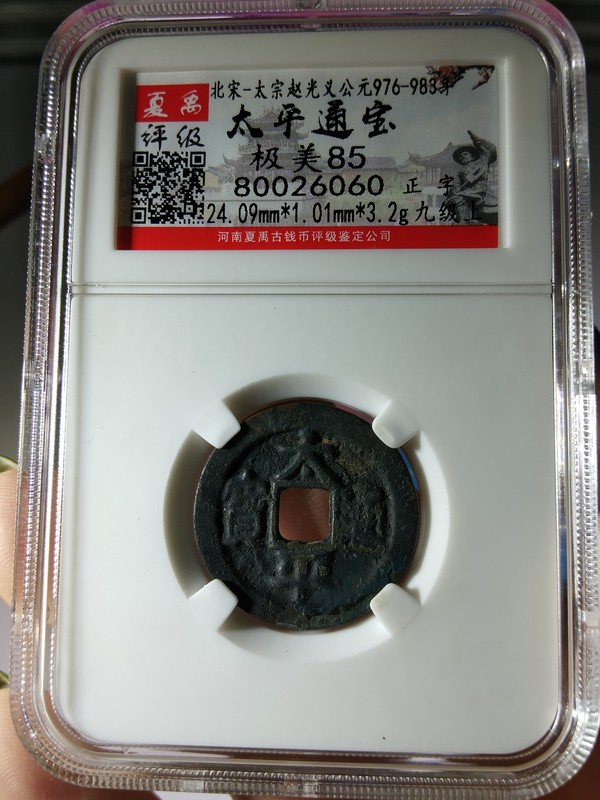 夏禹
评级
北宋-太宗赵光义公元976-983年
太平通宝
极美85
80026060 正字
24.09mm*1.01mm*3.2g 九级上
河南夏禹古钱币评级鉴定公司
太平通寳